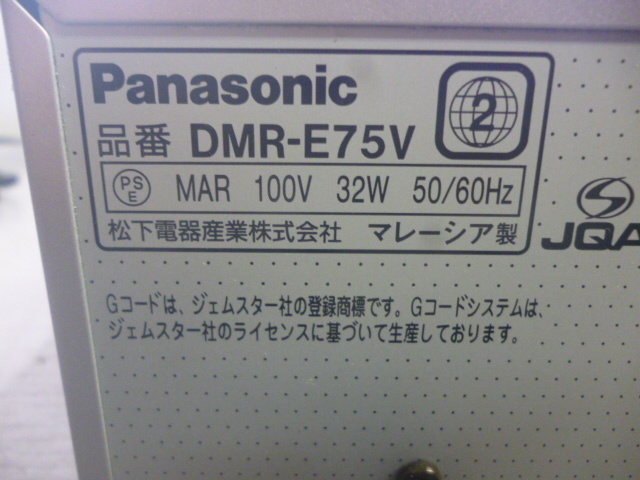 Panasonic
2
品番 DMR-E75V
PS
E
MAR 100V 32W 50/60Hz
松下電器産業株式会社 マレーシア製
JQA
Gコードは、ジェムスター社の登録商標です。Gコードシステムは、
ジェムスター社のライセンスに基づいて生産しております。